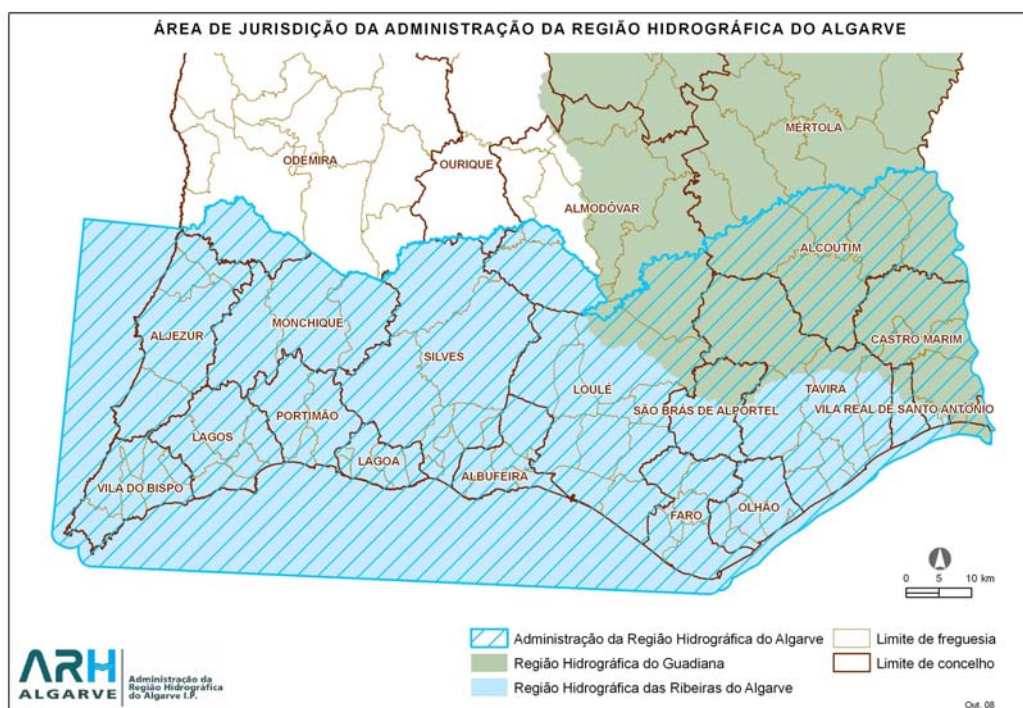 ÁREA DE JURISDIÇÃO DA ADMINISTRAÇÃO DA REGIÃO HIDROGRÁFICA DO ALGARVE
MÉRTOLA
ODEMIRA
OURIQUE
ALMODÓVAR
ALCOUTIM
ALJEZUR
MONCHIQUE
CASTRO MARIM
SILVES
LOULÉ
TAVIRA
PORTIMÃO
SÃO BRÁS DE ALPORTEL
VILA REAL DE SANTO ANTÓNIO
LAGOS
LAGOA
ALBUFEIRA
VILA DO BISPO
FARO
OLHÃO
0 5 10 km
Administração da Região Hidrográfica do Algarve
Limite de freguesia
Região Hidrográfica do Guadiana
Limite de concelho
Região Hidrográfica das Ribeiras do Algarve
ARH
ALGARVE
Administração da
Região Hidrográfica
do Algarve I.P.
Out. 08